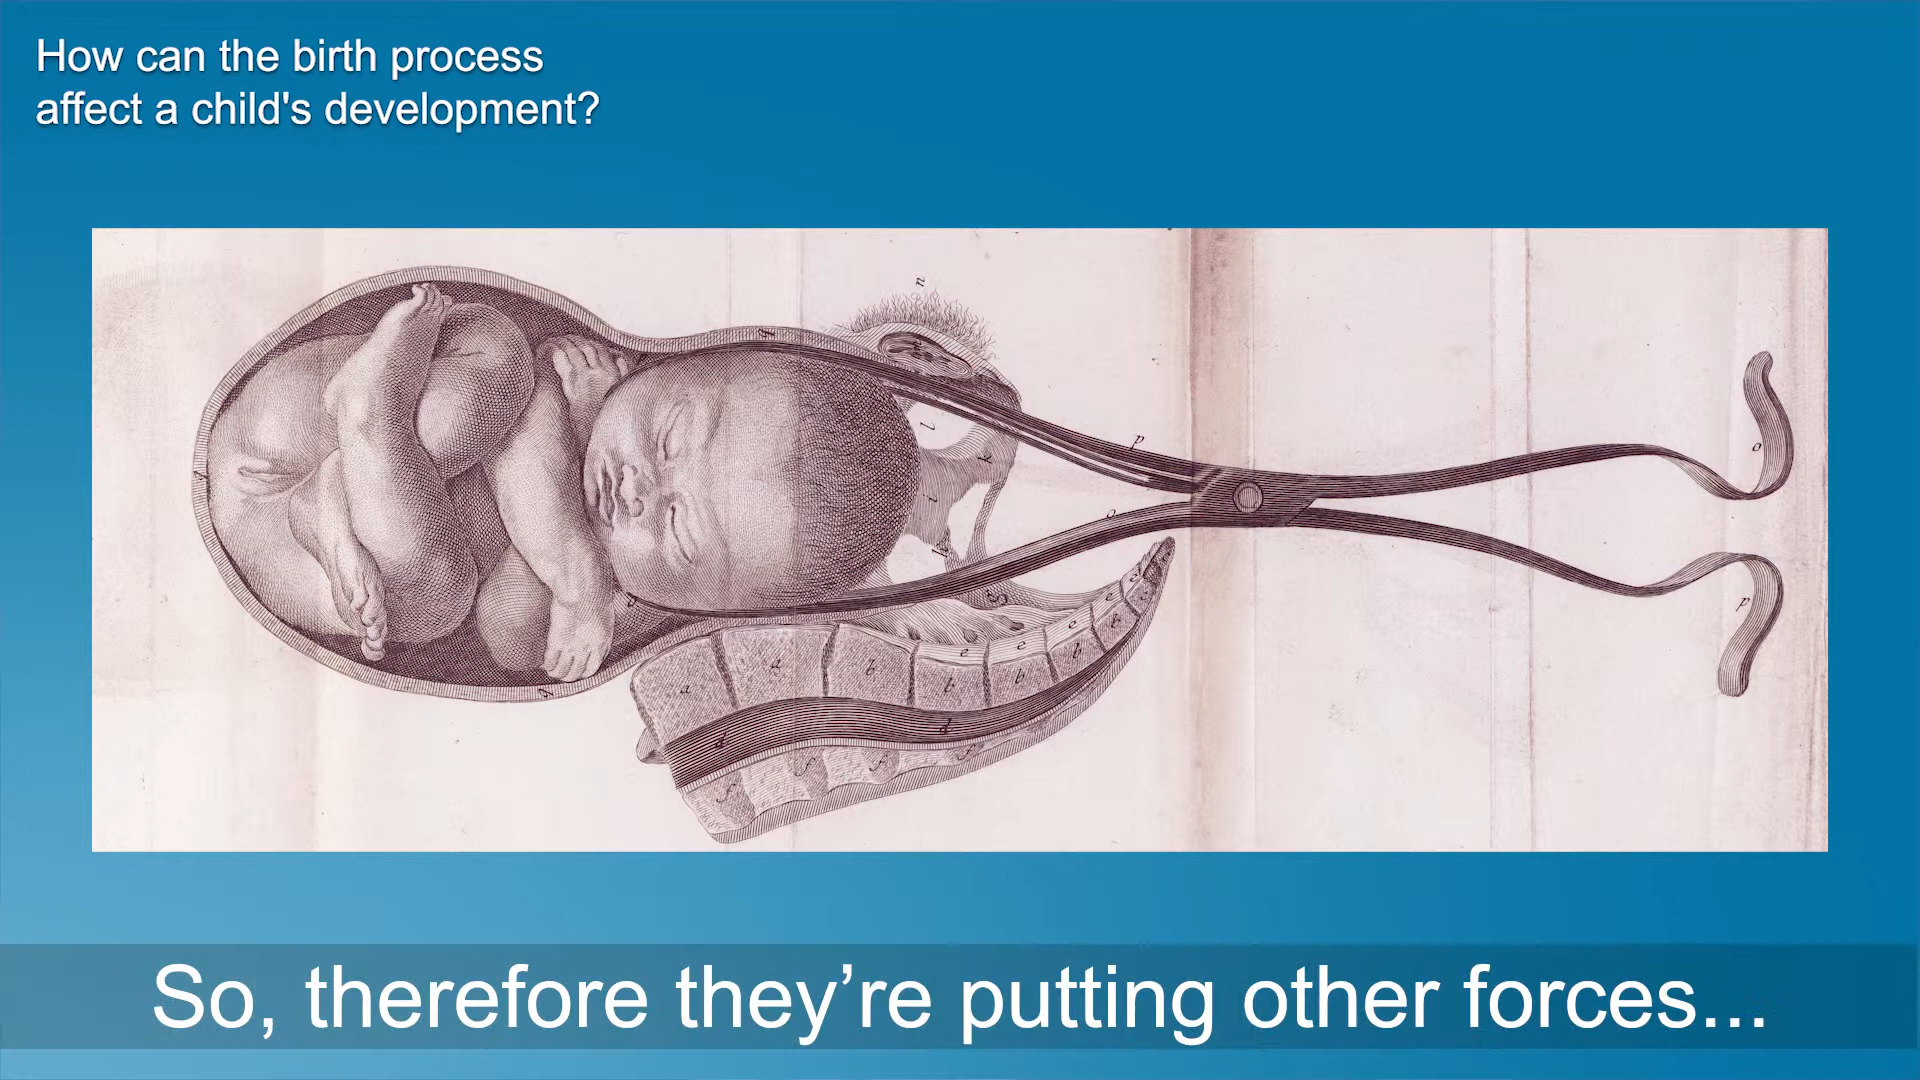 How can the birth process
affect a child's development?
n
q
l
k
p
i
o
o
h
g
p
e
e
e
e
a
a
b
b
b
b
b
d
d
f
f
f
f
So, therefore they’re putting other forces...